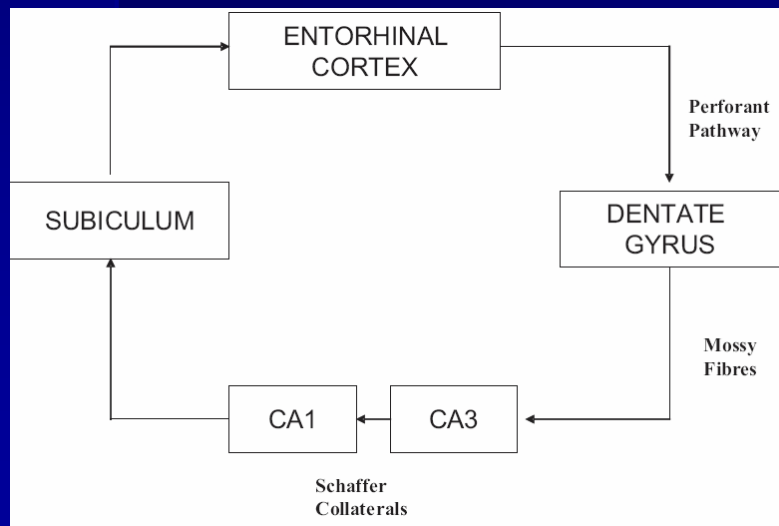 ENTORHINAL
CORTEX
Perforant
Pathway
SUBICULUM
DENTATE
GYRUS
Mossy
Fibres
CA1
CA3
Schaffer
Collaterals